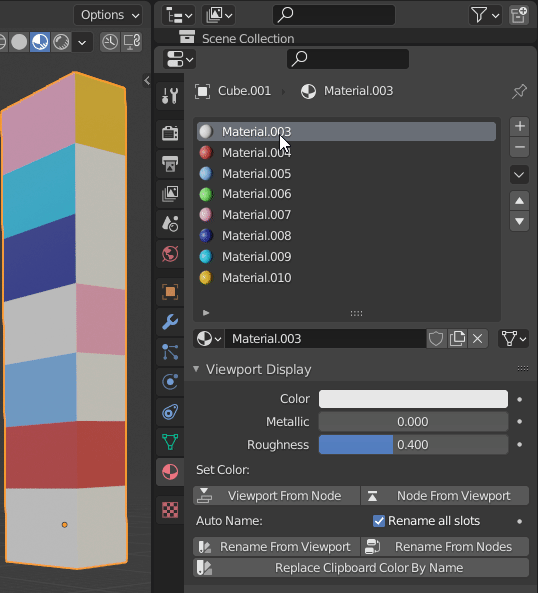 Options
Scene Collection
Cube.001 Material.003
Material.003
Material.004
Material.005
Material.006
Material.007
Material.008
Material.009
Material.010
Material.003
Viewport Display
Color
Metallic 0.000
Roughness 0.400
Set Color:
Viewport From Node Node From Viewport
Auto Name: Rename all slots
Rename From Viewport Rename From Nodes
Replace Clipboard Color By Name